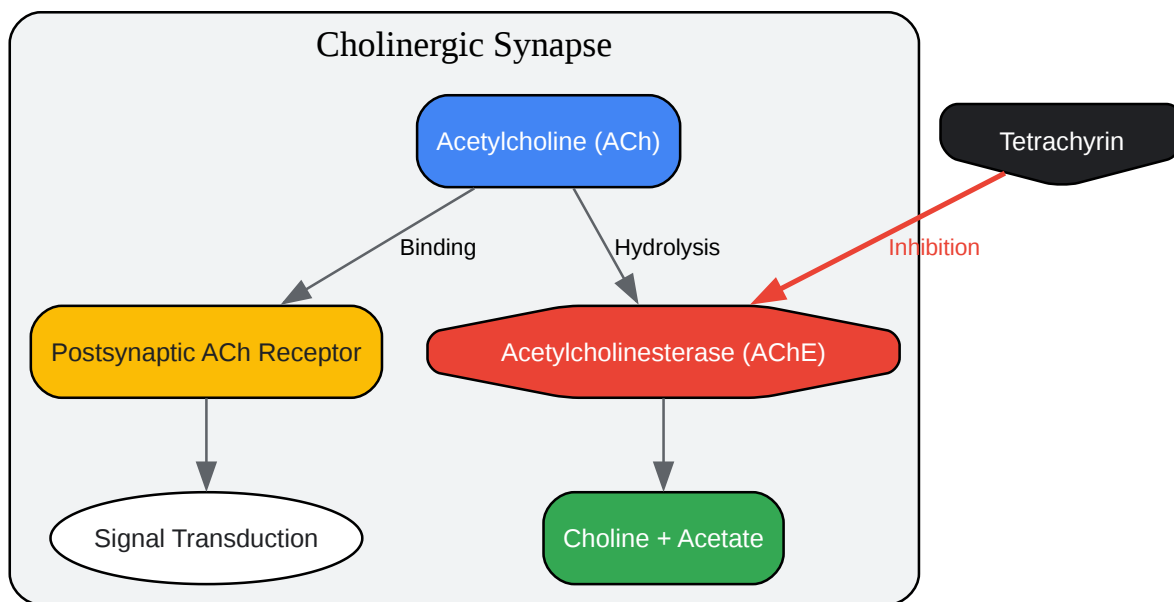 Cholinergic Synapse
Acetylcholine (ACh)
Tetrachyrin
Binding
Hydrolysis
Inhibition
Postsynaptic ACh Receptor
Acetylcholinesterase (AChE)
Signal Transduction
Choline + Acetate